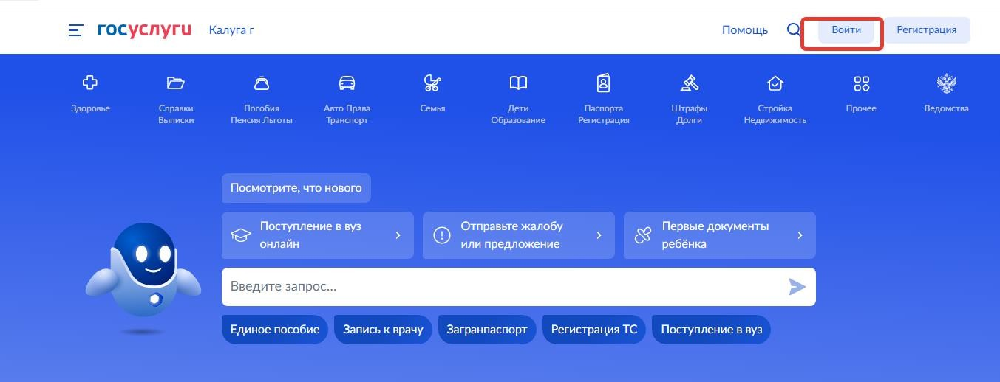 госуслуги Калуга г Помощь Войти Регистрация
Здоровье Справки Пособия Авто Права Семья Дети Паспорта Штрафы Стройка Прочее Ведомства
Выписки Пенсия Льготы Транспорт Образование Регистрация Долги Недвижимость
Посмотрите, что нового
Поступление в вуз Отправьте жалобу Первые документы
онлайн или предложение ребёнка
Введите запрос...
Единое пособие Запись к врачу Загранпаспорт Регистрация ТС Поступление в вуз